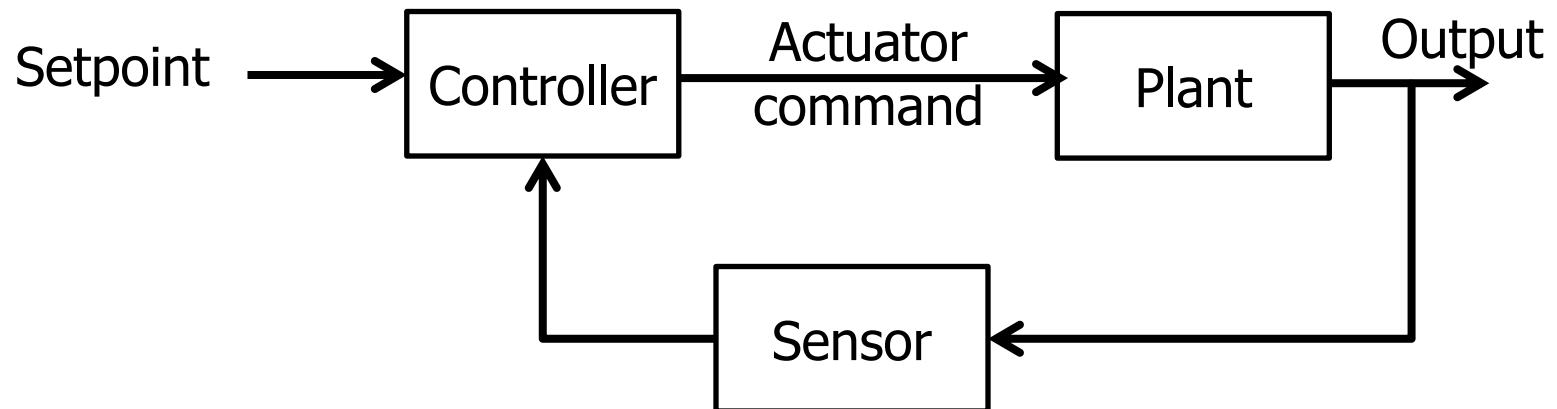 Setpoint
Controller
Actuator
command
Plant
Output
Sensor